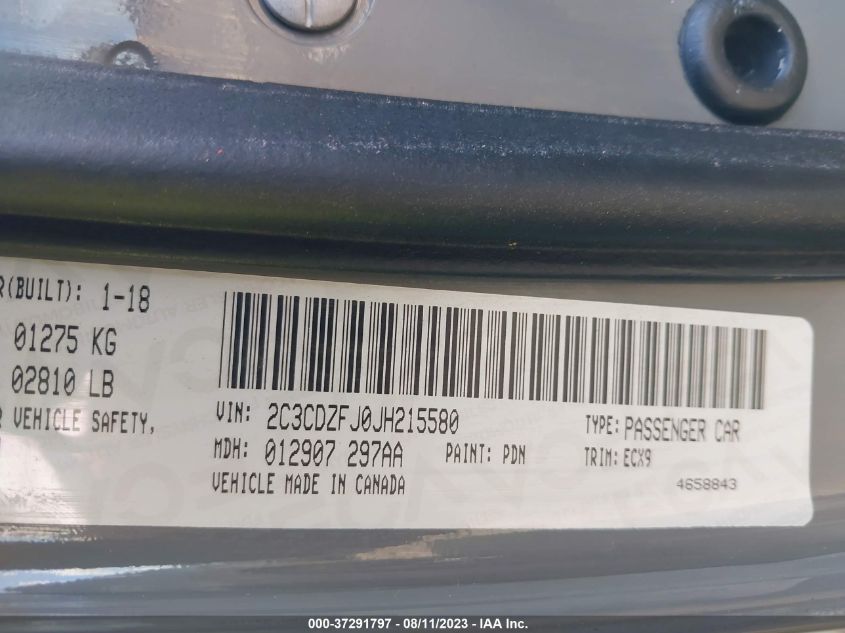 R(BUILT): 1-18
01275 KG
02810 LB
R VEHICLE SAFETY,
VIN: 2C3CDZFJ0JH215580
TYPE: PASSENGER CAR
MDH: 012907 297AA
PAINT: PDN
TRIM: ECX9
VEHICLE MADE IN CANADA
4658843
000-37291797 - 08/11/2023 - IAA Inc.